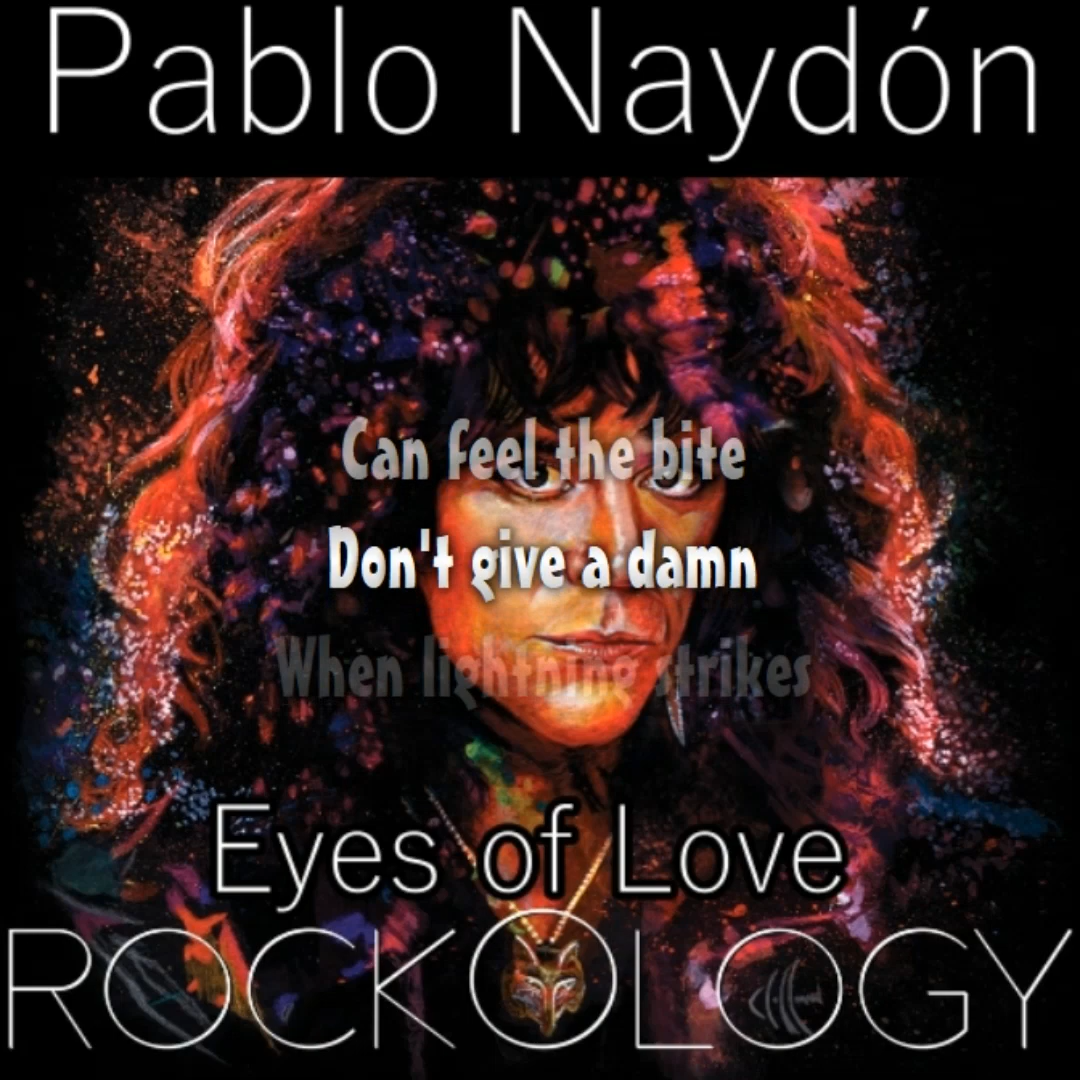 Pablo Naydón
Can feel the bite
Don't give a damn
When lightning strikes
Eyes of Love
ROCKOLOGY